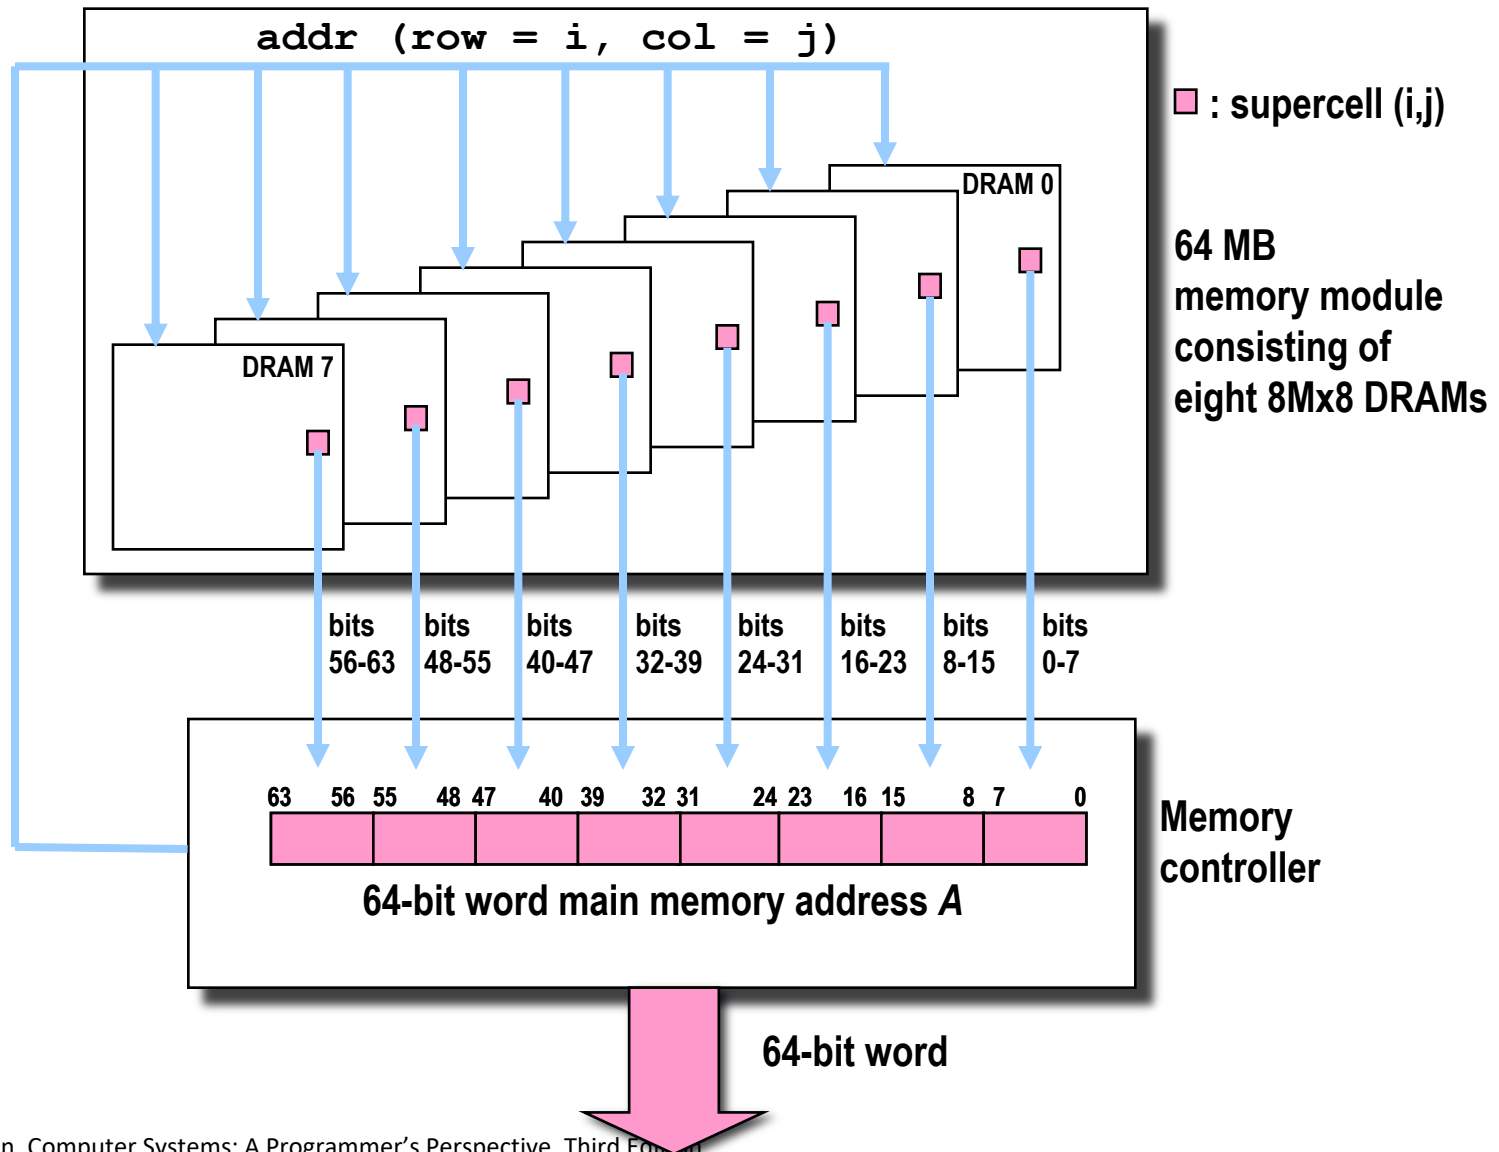 addr (row = i, col = j)
: supercell (i,j)
DRAM 0
64 MB
memory module
consisting of
eight 8Mx8 DRAMs
DRAM 7
bits
56-63
bits
48-55
bits
40-47
bits
32-39
bits
24-31
bits
16-23
bits
8-15
bits
0-7
63 56 55 48 47 40 39 32 31 24 23 16 15 8 7 0
Memory
controller
64-bit word main memory address A
64-bit word
Computer Systems: A Programmer's Perspective, Third